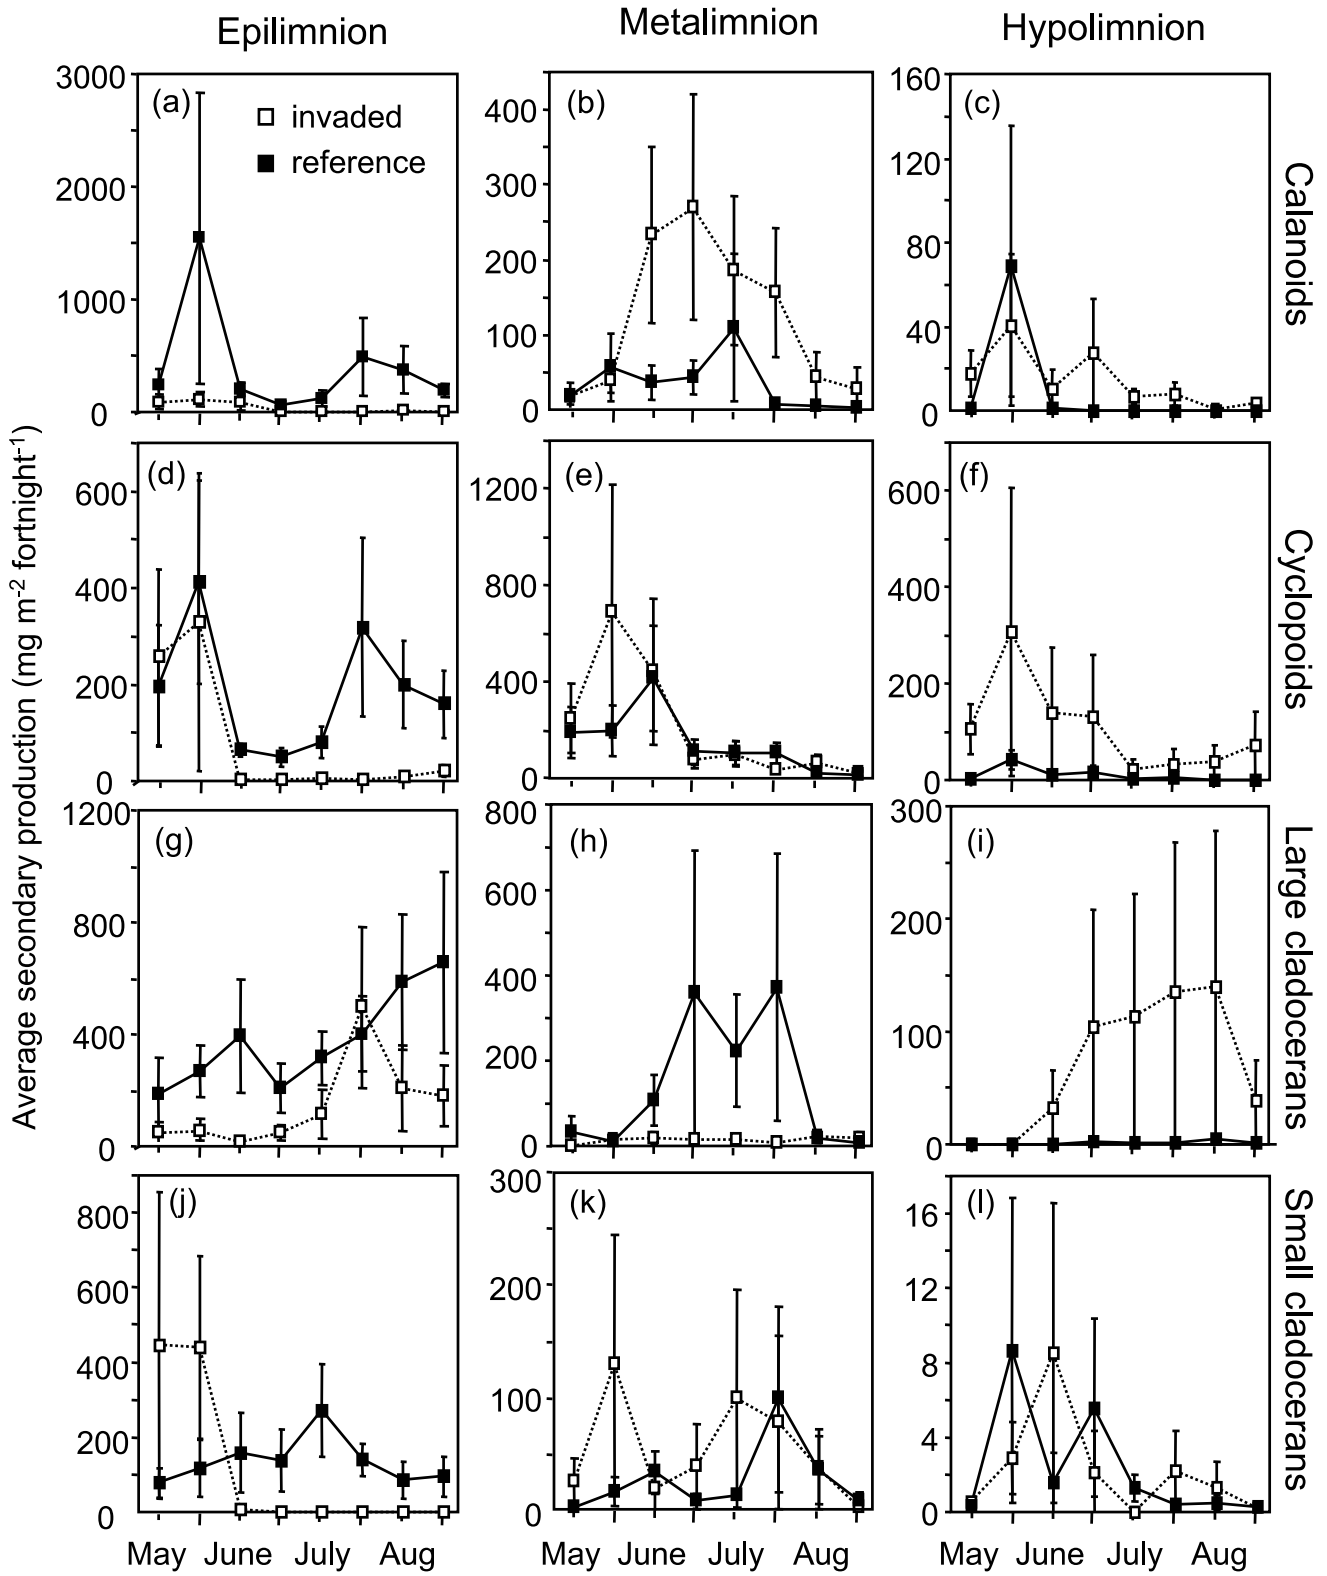 Epilimnion
Metalimnion
Hypolimnion
(a)
invaded
reference
3000
2000
1000
0
(b)
400
300
200
100
0
(c)
160
120
80
40
0
Calanoids
(d)
600
400
200
0
(e)
1200
800
400
0
(f)
600
400
200
0
Cyclopoids
Average secondary production (mg m⁻² fortnight⁻¹)
(g)
1200
800
400
0
(h)
800
600
400
200
0
(i)
300
200
100
0
Large cladocerans
(j)
800
600
400
200
0
(k)
300
200
100
0
(l)
16
12
8
4
0
Small cladocerans
May June July Aug
May June July Aug
May June July Aug